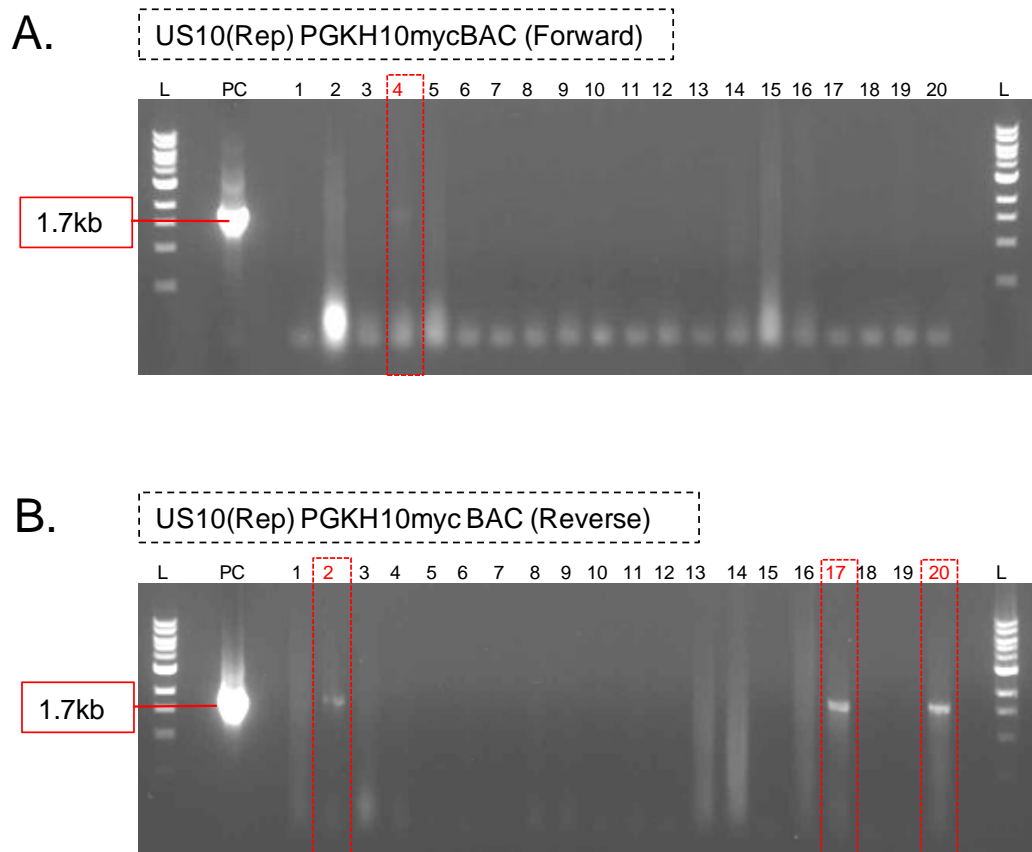 A.
US10(Rep) PGKH10mycBAC (Forward)
L PC 1 2 3 4 5 6 7 8 9 10 11 12 13 14 15 16 17 18 19 20 L
1.7kb
B.
US10(Rep) PGKH10myc BAC (Reverse)
L PC 1 2 3 4 5 6 7 8 9 10 11 12 13 14 15 16 17 18 19 20 L
1.7kb